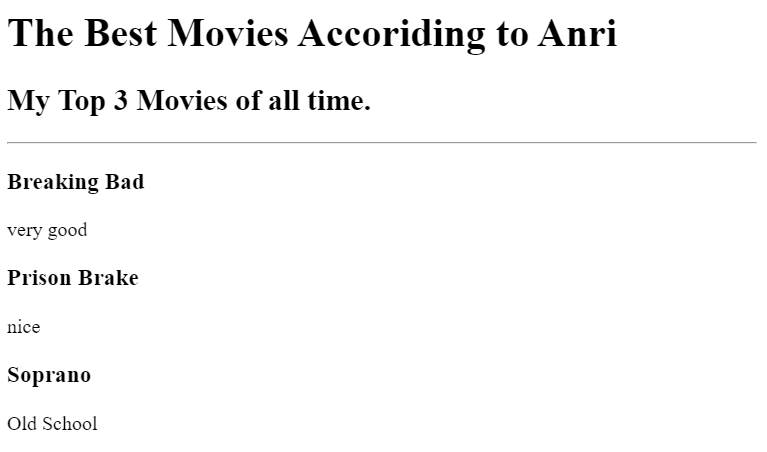 The Best Movies Accoriding to Anri
My Top 3 Movies of all time.
Breaking Bad
very good
Prison Brake
nice
Soprano
Old School